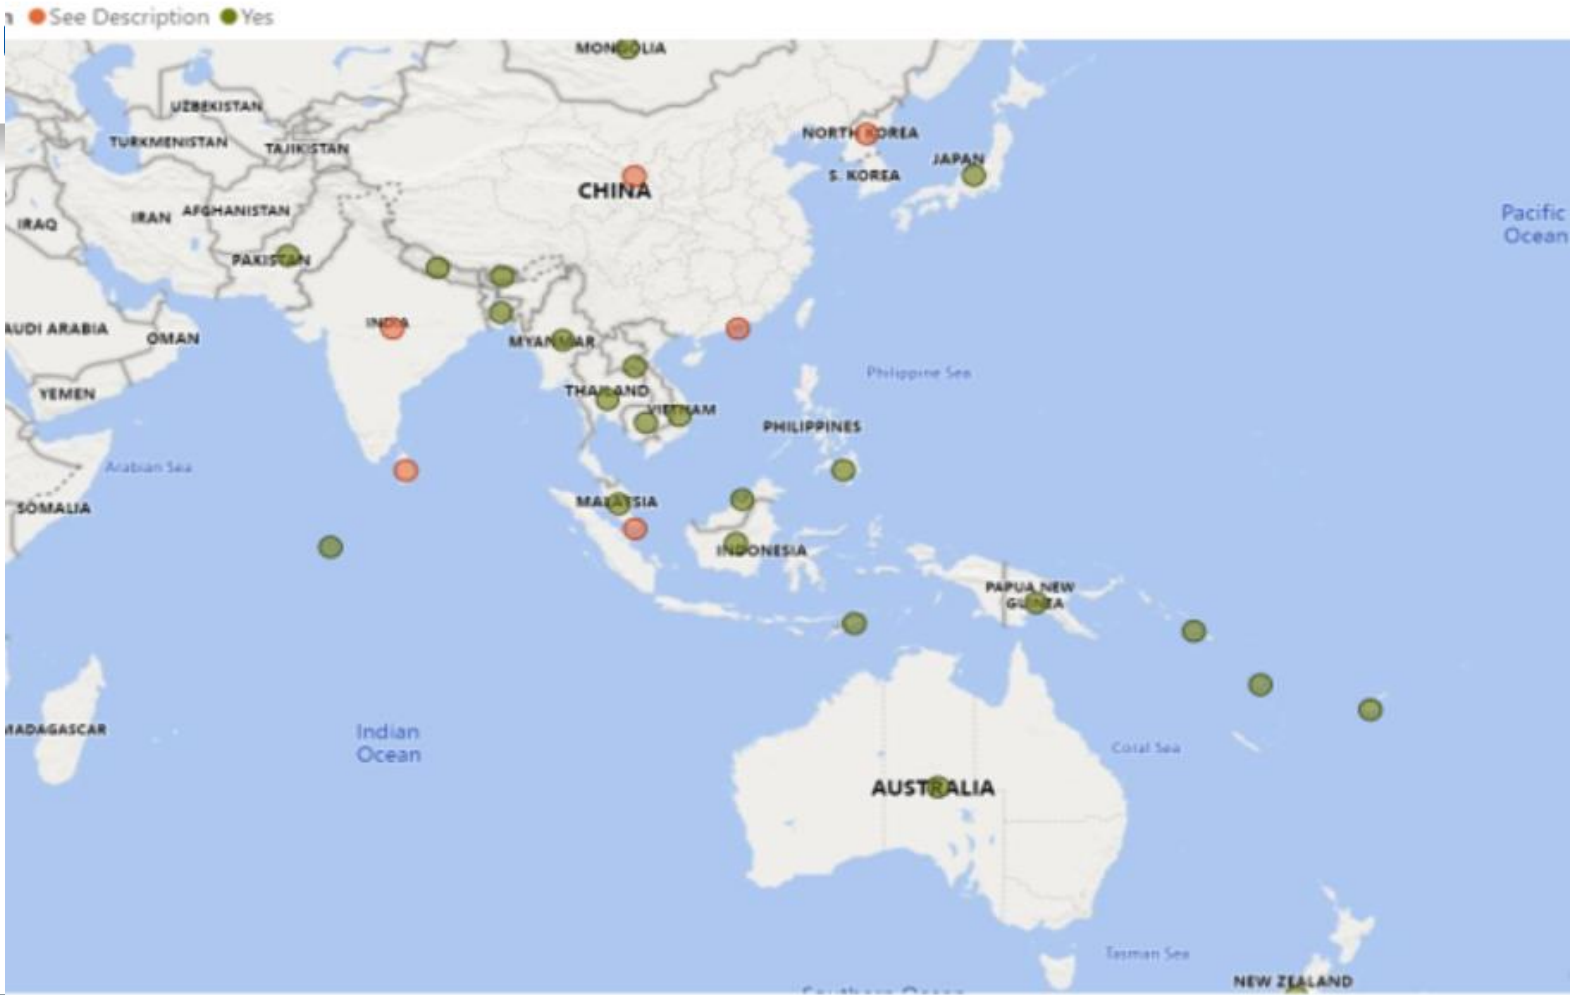 n See Description Yes
MONGOLIA
UZBEKISTAN
TURKMENISTAN
TAJIKISTAN
NORTH KOREA
JAPAN
S. KOREA
CHINA
Pacific
Ocean
IRAQ
IRAN
AFGHANISTAN
PAKISTAN
AUDI ARABIA
OMAN
INDIA
MYANMAR
YEMEN
THAILAND
VIETNAM
Philippine Sea
PHILIPPINES
Arabian Sea
SOMALIA
MALAYSIA
INDONESIA
PAPUA NEW
GUINEA
MADAGASCAR
Indian
Ocean
Coral Sea
AUSTRALIA
Tasman Sea
NEW ZEALAND
Southern Ocean